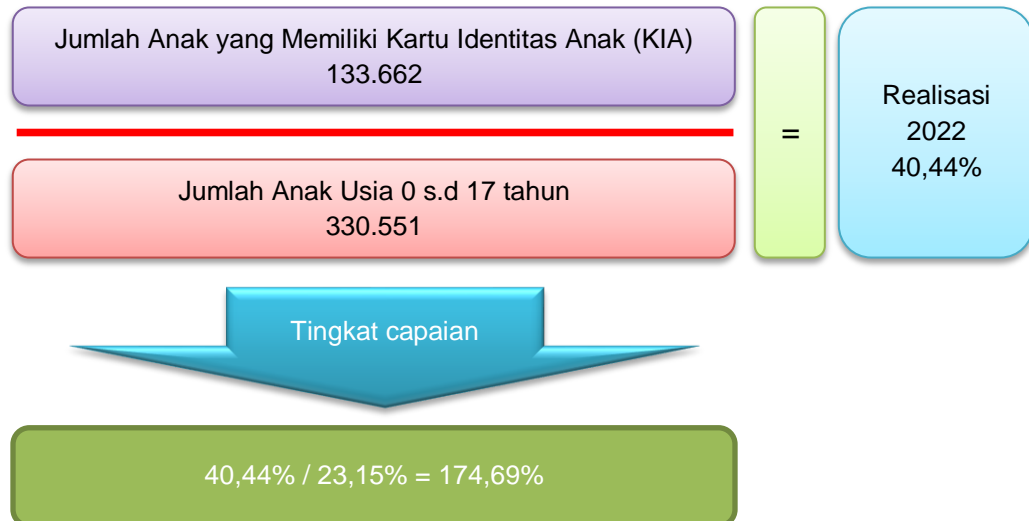 Jumlah Anak yang Memiliki Kartu Identitas Anak (KIA)
133.662
Jumlah Anak Usia 0 s.d 17 tahun
330.551
=
Realisasi
2022
40,44%
Tingkat capaian
40,44% / 23,15% = 174,69%